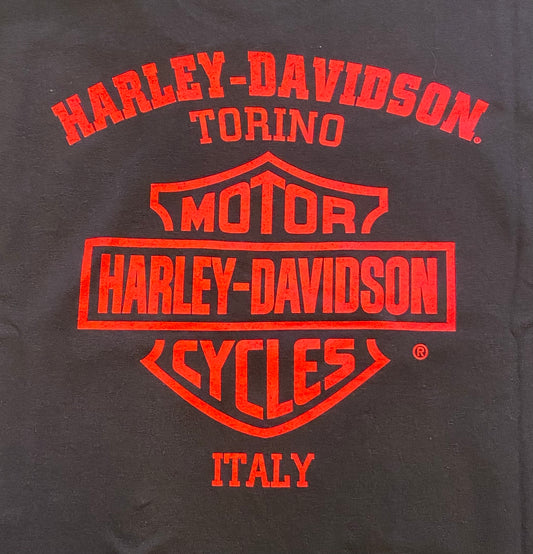 HARLEY-DAVIDSON®
TORINO
MOTOR
HARLEY-DAVIDSON
CYCLES ®
ITALY